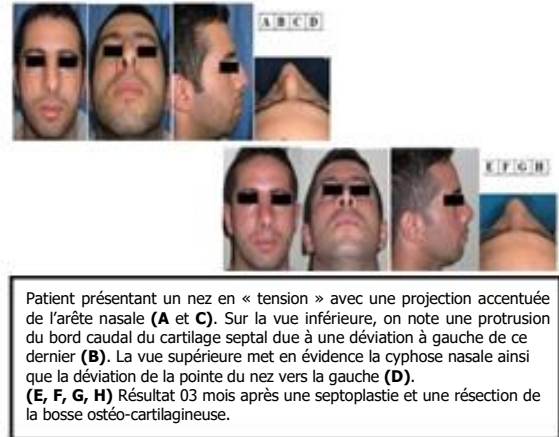 A B C D
E F G H
Patient présentant un nez en « tension » avec une projection accentuée
de l’arête nasale (A et C). Sur la vue inférieure, on note une protrusion
du bord caudal du cartilage septal due à une déviation à gauche de ce
dernier (B). La vue supérieure met en évidence la cyphose nasale ainsi
que la déviation de la pointe du nez vers la gauche (D).
(E, F, G, H) Résultat 03 mois après une septoplastie et une résection de
la bosse ostéo-cartilagineuse.